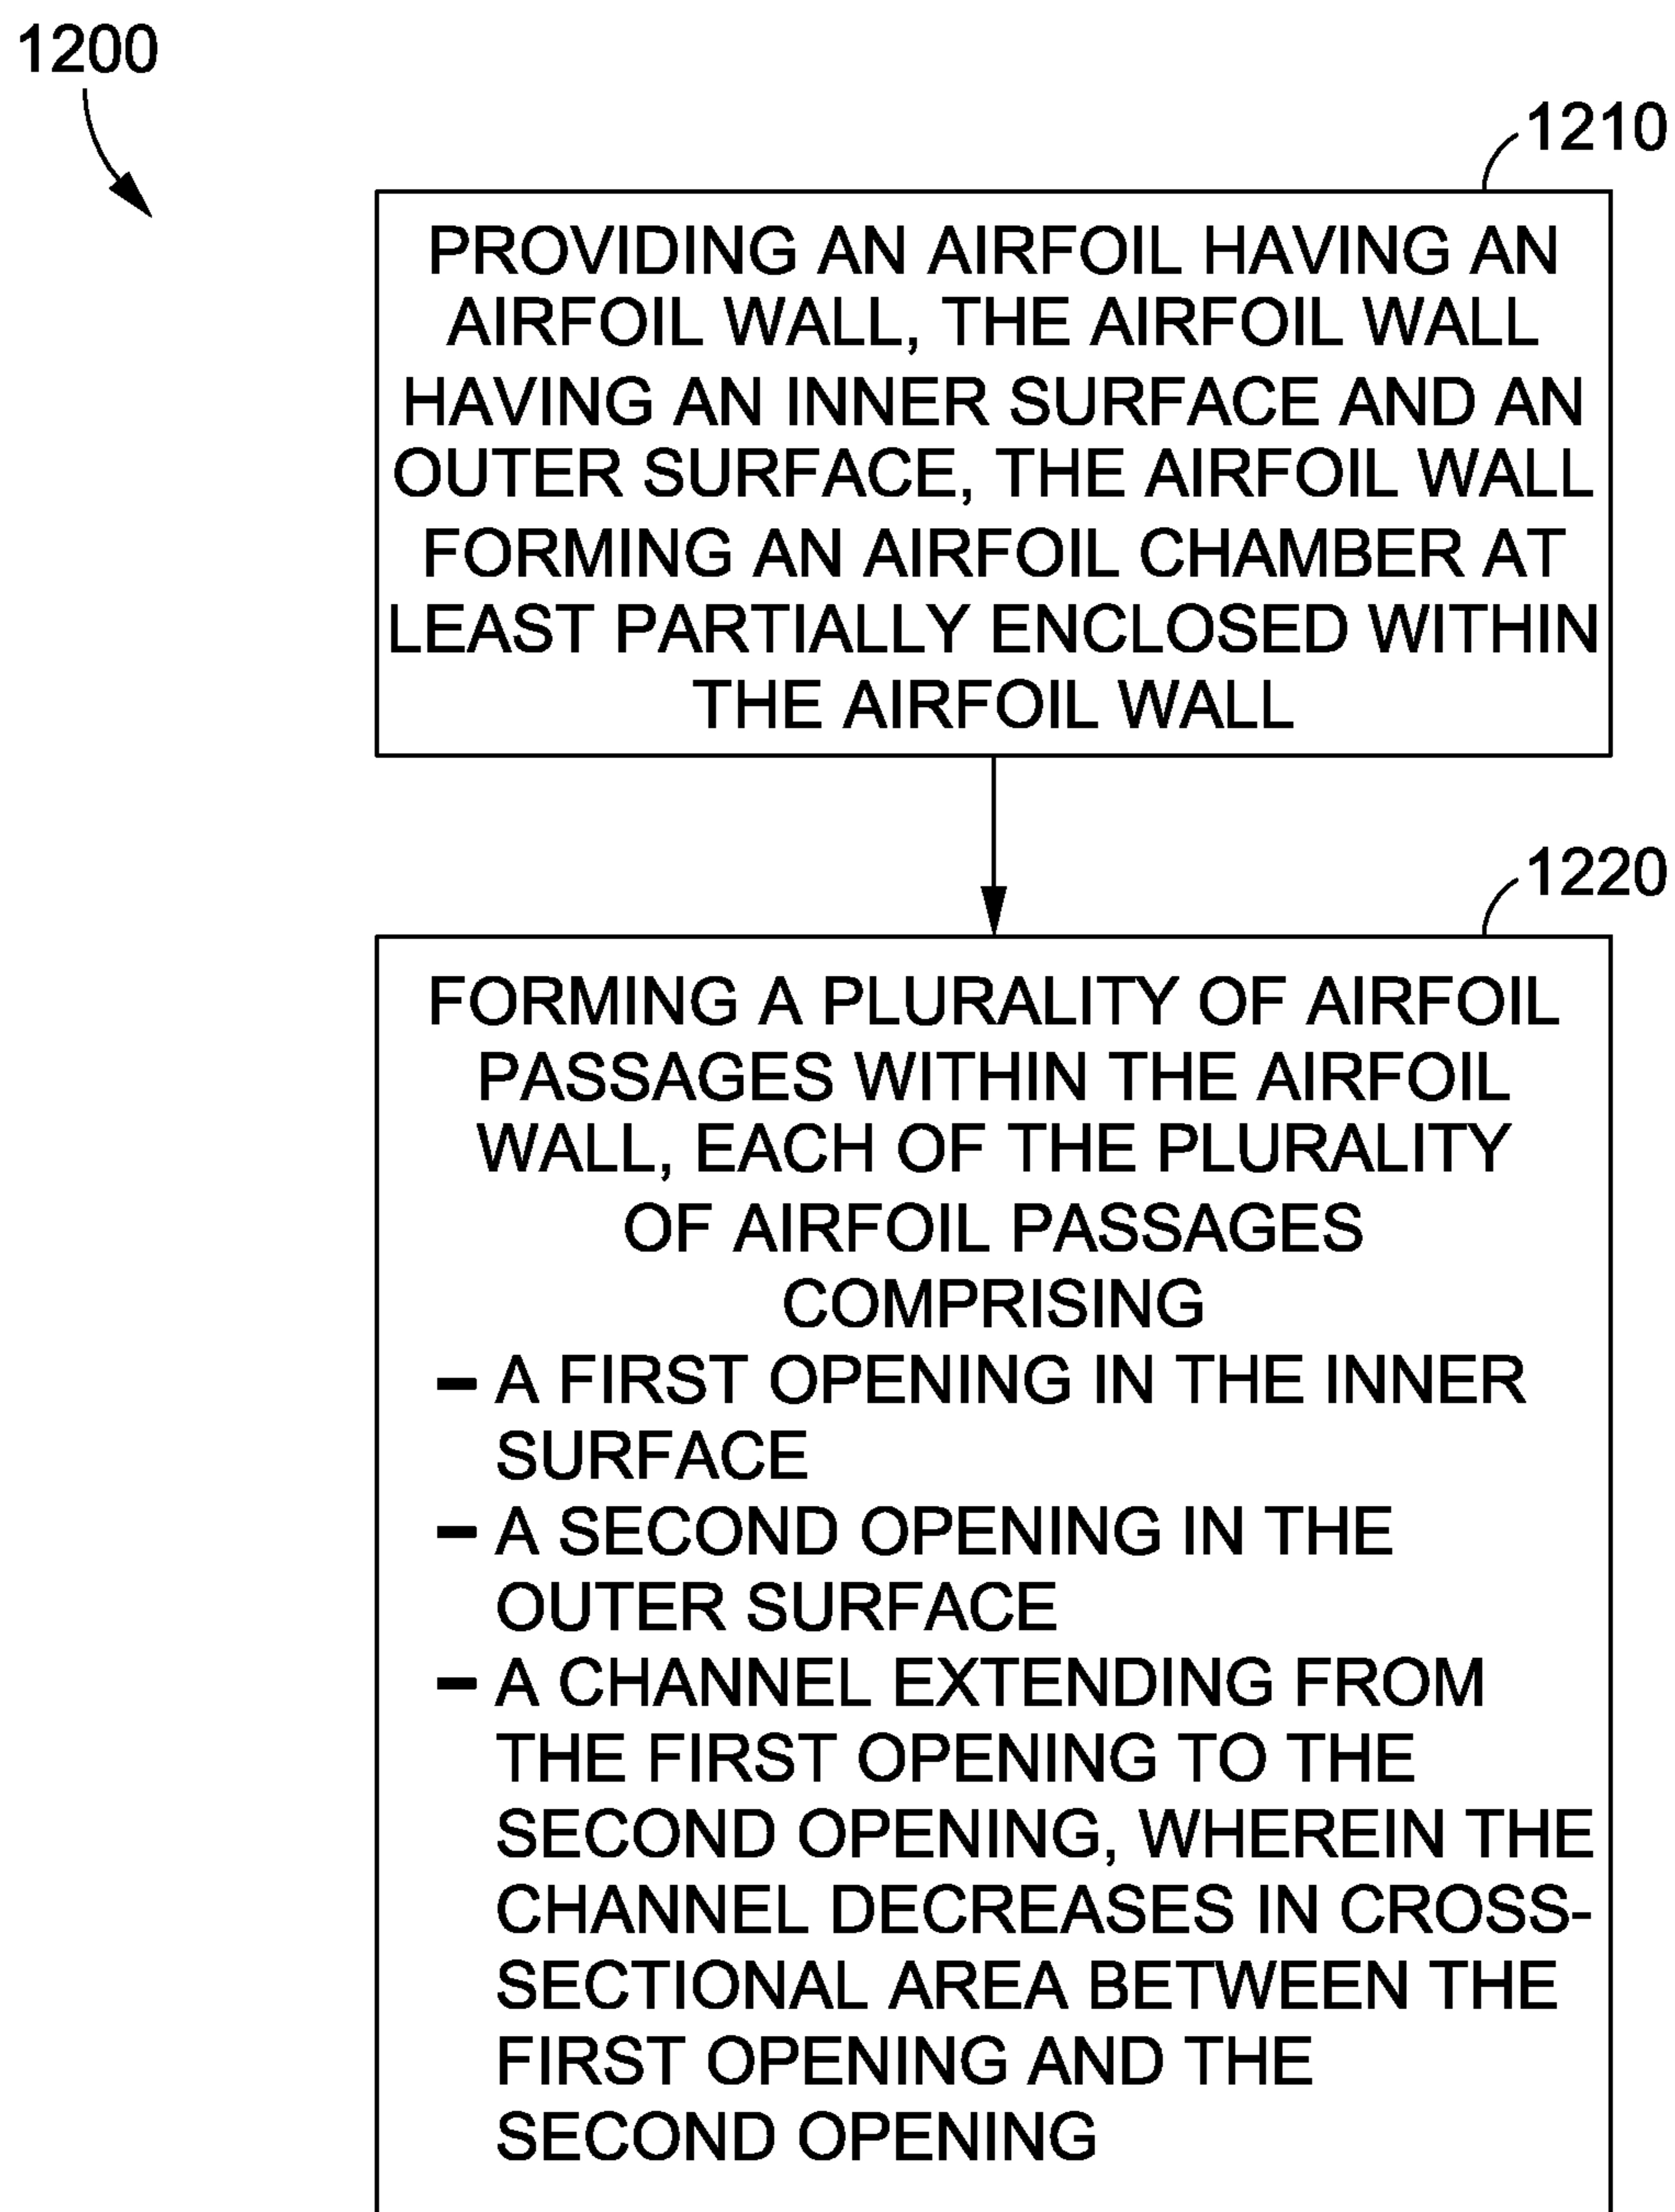 1200
1210
PROVIDING AN AIRFOIL HAVING AN
AIRFOIL WALL, THE AIRFOIL WALL
HAVING AN INNER SURFACE AND AN
OUTER SURFACE, THE AIRFOIL WALL
FORMING AN AIRFOIL CHAMBER AT
LEAST PARTIALLY ENCLOSED WITHIN
THE AIRFOIL WALL
1220
FORMING A PLURALITY OF AIRFOIL
PASSAGES WITHIN THE AIRFOIL
WALL, EACH OF THE PLURALITY
OF AIRFOIL PASSAGES
COMPRISING
– A FIRST OPENING IN THE INNER
SURFACE
– A SECOND OPENING IN THE
OUTER SURFACE
– A CHANNEL EXTENDING FROM
THE FIRST OPENING TO THE
SECOND OPENING, WHEREIN THE
CHANNEL DECREASES IN CROSS-
SECTIONAL AREA BETWEEN THE
FIRST OPENING AND THE
SECOND OPENING